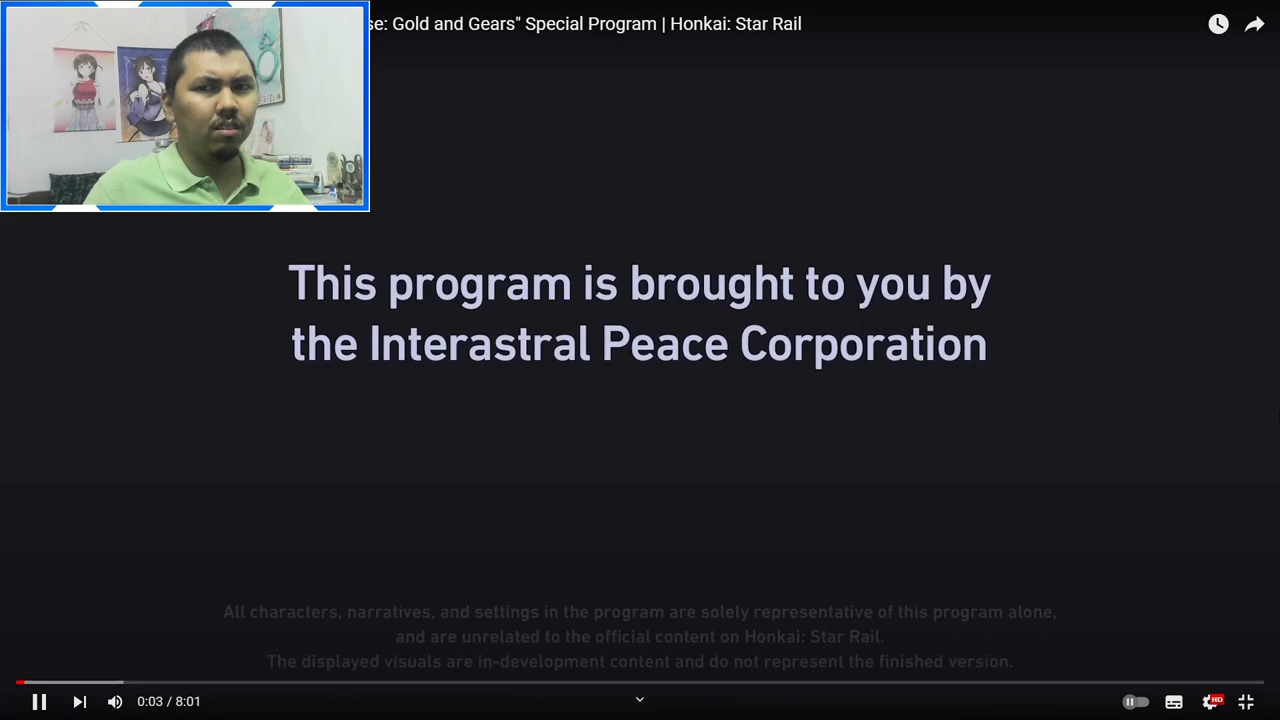 se: Gold and Gears" Special Program | Honkai: Star Rail
This program is brought to you by
the Interastral Peace Corporation
All characters, narratives, and settings in the program are solely representative of this program alone,
and are unrelated to the official content on Honkai: Star Rail.
The displayed visuals are in-development content and do not represent the finished version.
0:03 / 8:01
HD